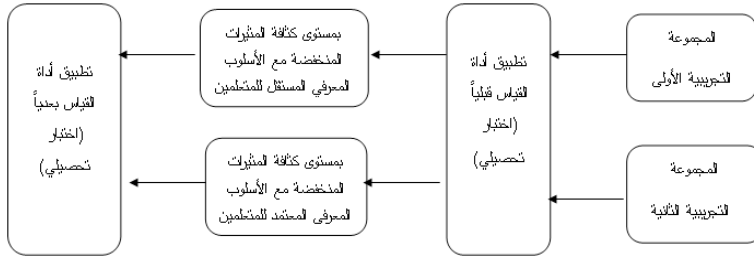 المجموعة
التجريبية الأولى
المجموعة
التجريبية الثانية
تطبيق أداة
القياس قبلياً
(اختبار
تحصيلي)
بمستوى كثافة المثيرات
المنخفضة مع الأسلوب
المعرفي المستقل للمتعلمين
بمستوى كثافة المثيرات
المنخفضة مع الأسلوب
المعرفى المعتمد للمتعلمين
تطبيق أداة
القياس بعدياً
(اختبار
تحصيلي)